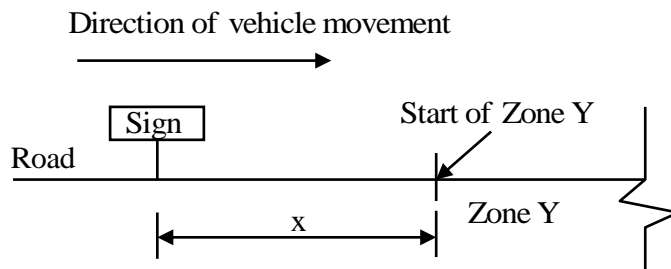 Direction of vehicle movement
Sign
Start of Zone Y
Road
Zone Y
x